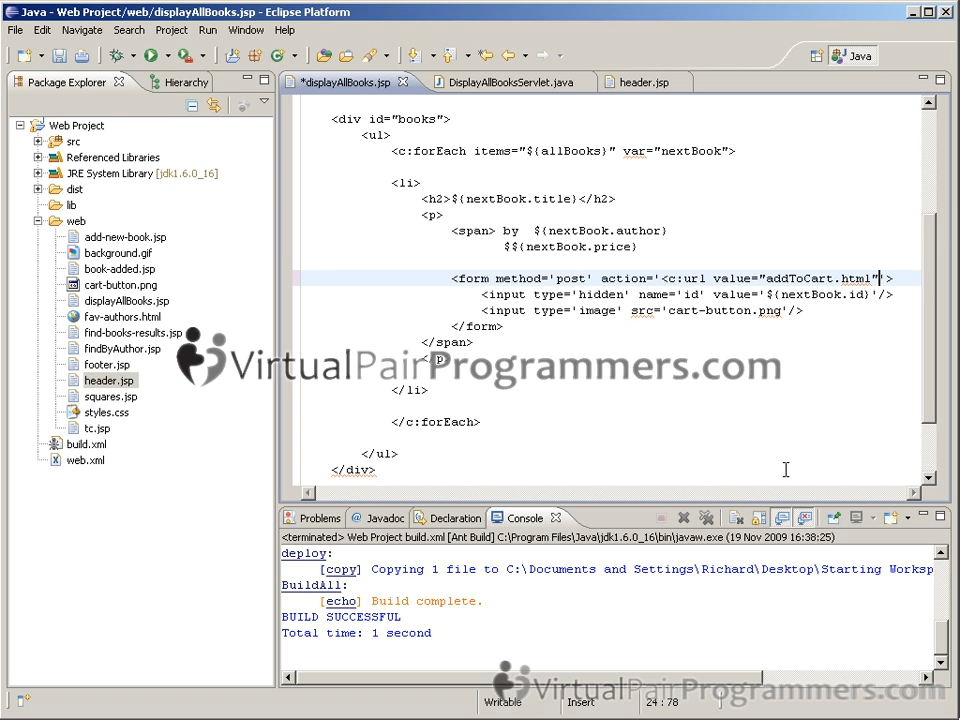 Java - Web Project/web/displayAllBooks.jsp - Eclipse Platform
File Edit Navigate Search Project Run Window Help
Java
Package Explorer
Hierarchy
*displayAllBooks.jsp
DisplayAllBooksServlet.java
header.jsp
Web Project
src
Referenced Libraries
JRE System Library [jdk1.6.0_16]
dist
lib
web
add-new-book.jsp
background.gif
book-added.jsp
cart-button.png
displayAllBooks.jsp
fav-authors.html
find-books-results.jsp
findByAuthor.jsp
footer.jsp
header.jsp
squares.jsp
styles.css
tc.jsp
build.xml
web.xml
<div id="books">
<ul>
<c:forEach items="${allBooks}" var="nextBook">
<li>
<h2>${nextBook.title}</h2>
<p>
<span> by ${nextBook.author}
$${nextBook.price}
<form method='post' action='<c:url value="addToCart.html"'>
<input type='hidden' name='id' value='${nextBook.id}'/>
<input type='image' src='cart-button.png'/>
</form>
</span>
</p>
VirtualPairProgrammers.com
</li>
</c:forEach>
</ul>
</div>
Problems
@ Javadoc
Declaration
Console
<terminated> Web Project build.xml [Ant Build] C:\Program Files\Java\jdk1.6.0_16\bin\javaw.exe (19 Nov 2009 16:38:25)
deploy:
[copy] Copying 1 file to C:\Documents and Settings\Richard\Desktop\Starting Worksp
BuildAll:
[echo] Build complete.
BUILD SUCCESSFUL
Total time: 1 second
VirtualPairProgrammers.com
Writable
Insert
24 : 78